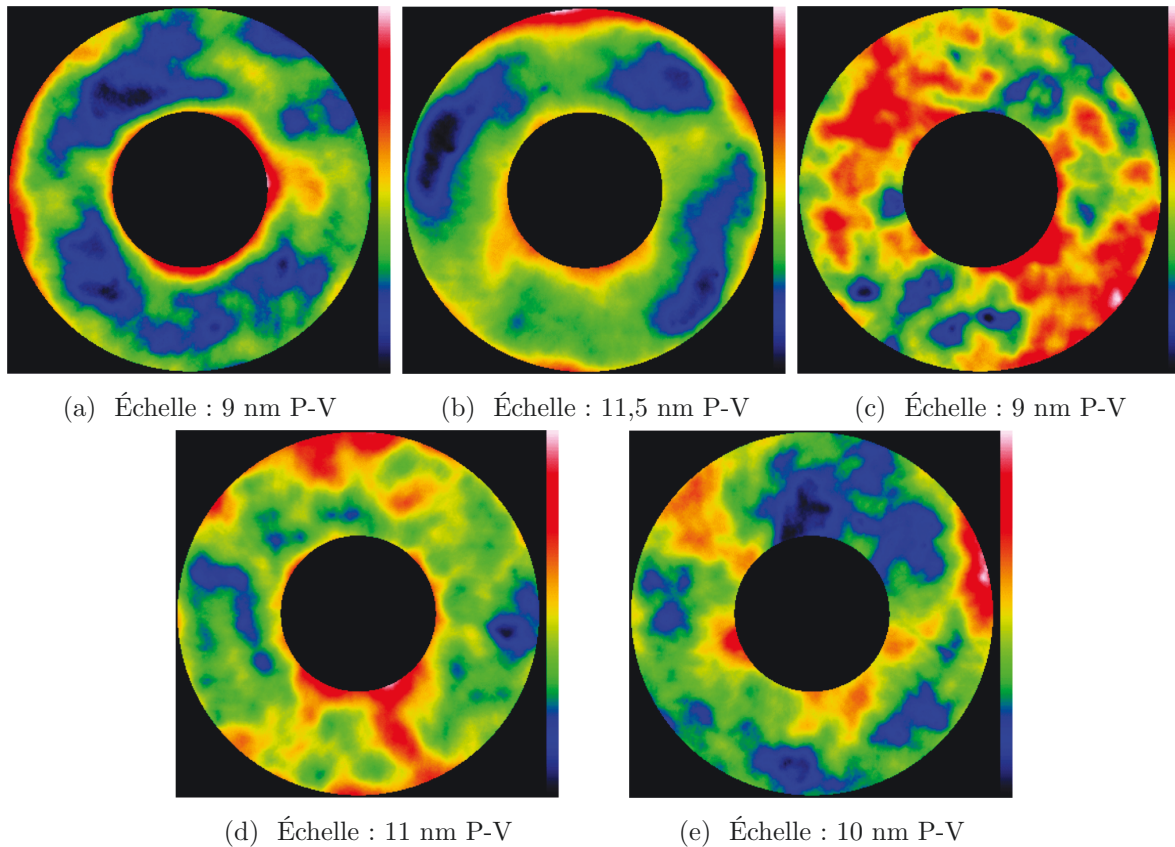 (a) Échelle : 9 nm P-V
(b) Échelle : 11,5 nm P-V
(c) Échelle : 9 nm P-V
(d) Échelle : 11 nm P-V
(e) Échelle : 10 nm P-V